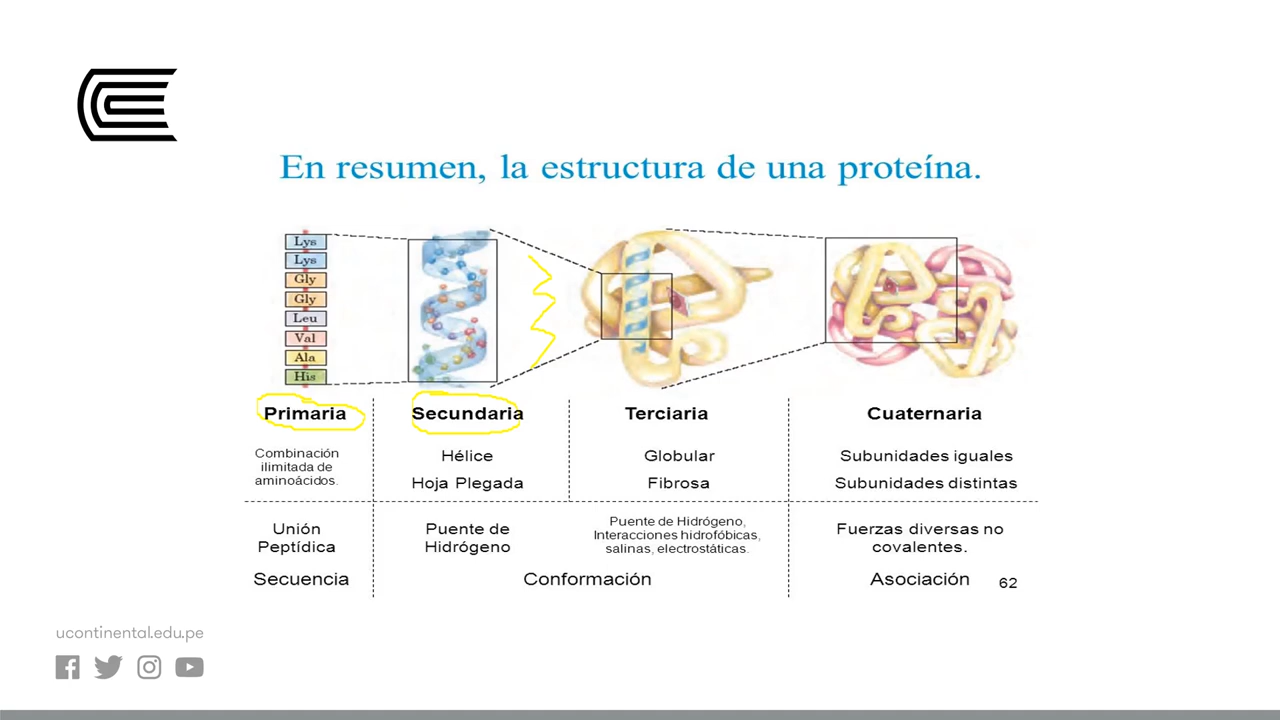 En resumen, la estructura de una proteína.
Lys
Lys
Gly
Gly
Leu
Val
Ala
His
Primaria
Secundaria
Terciaria
Cuaternaria
Combinación
ilimitada de
aminoácidos.
Hélice
Hoja Plegada
Globular
Fibrosa
Subunidades iguales
Subunidades distintas
Unión
Peptídica
Puente de
Hidrógeno
Puente de Hidrógeno,
Interacciones hidrofóbicas,
salinas, electrostáticas.
Fuerzas diversas no
covalentes.
Secuencia
Conformación
Asociación
62
ucontinental.edu.pe